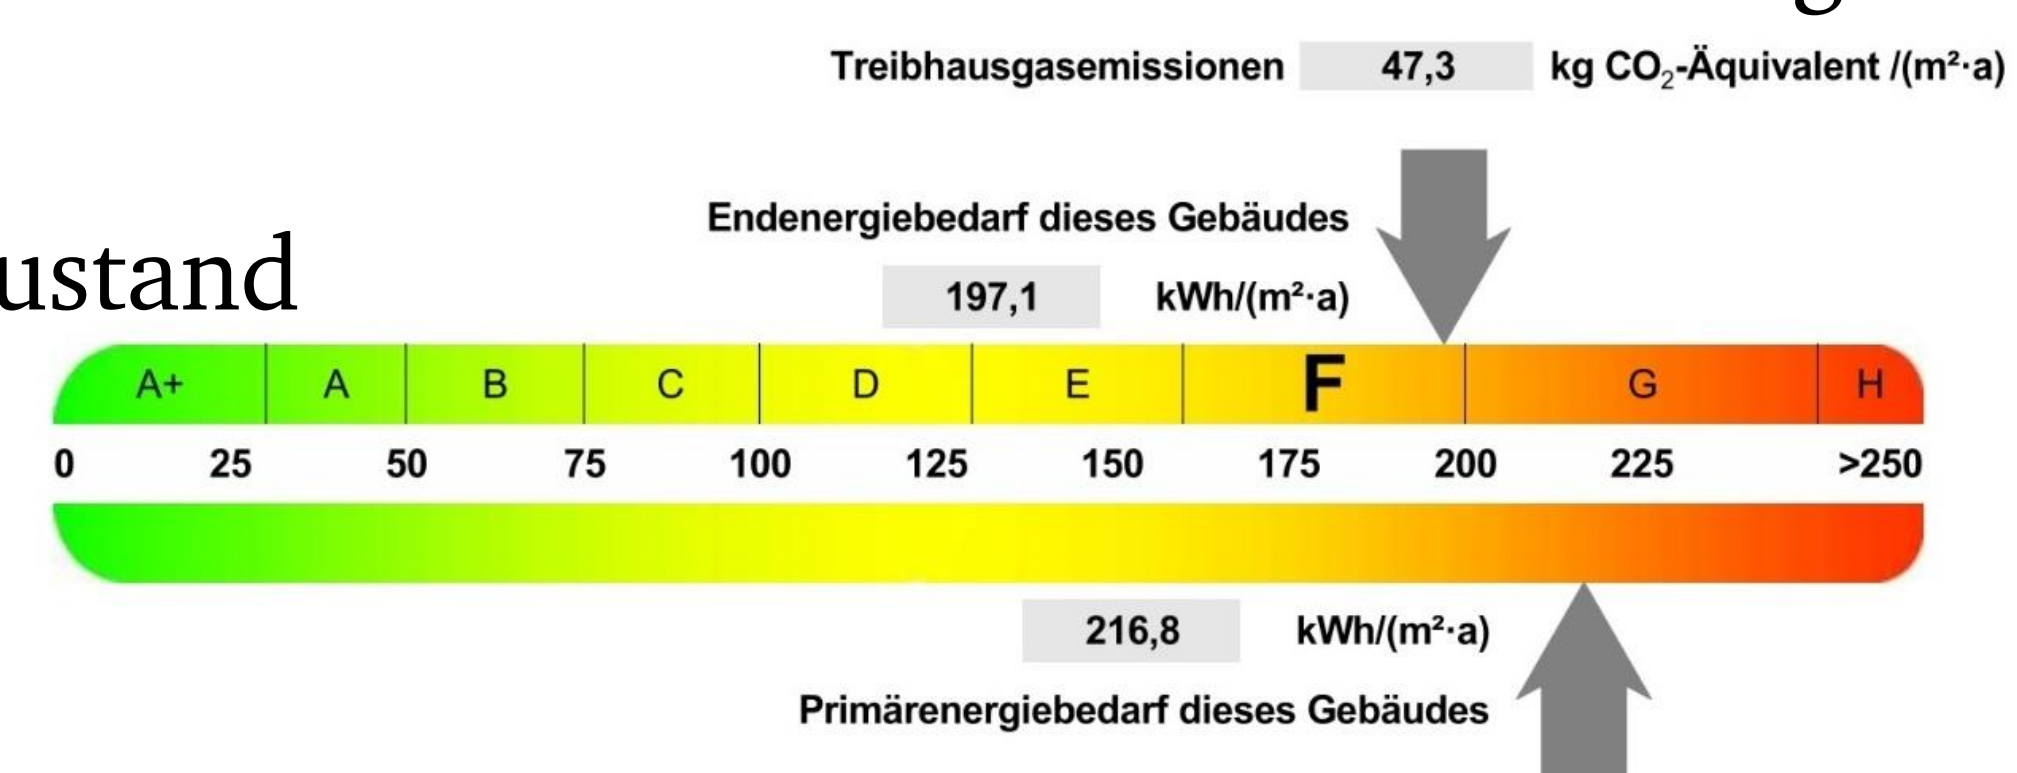 Treibhausgasemissionen 47,3 kg CO₂-Äquivalent /(m²·a)
Endenergiebedarf dieses Gebäudes
197,1 kWh/(m²·a)
A+ A B C D E F G H
0 25 50 75 100 125 150 175 200 225 >250
216,8 kWh/(m²·a)
Primärenergiebedarf dieses Gebäudes